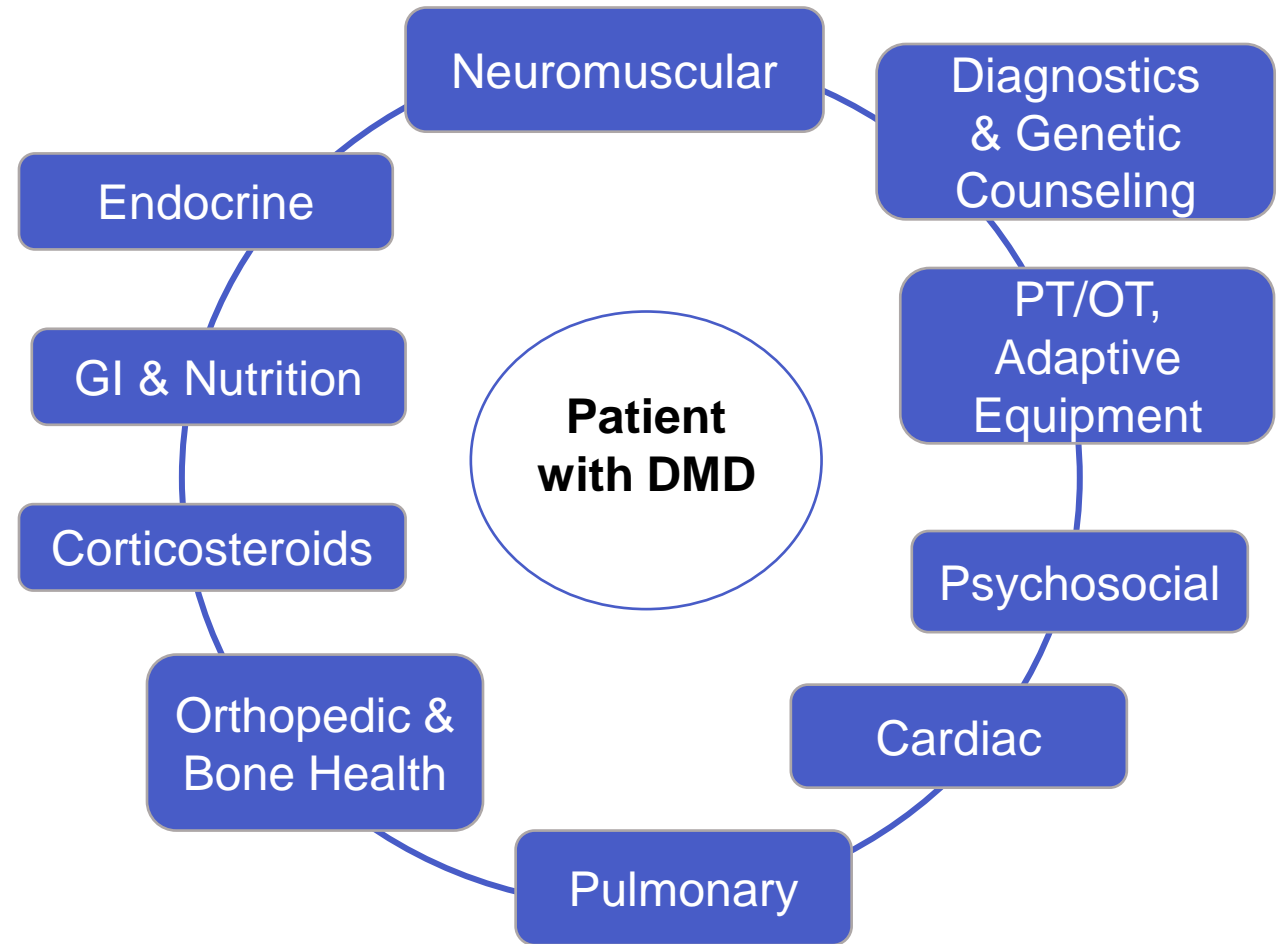 Neuromuscular
Diagnostics
& Genetic
Counseling
PT/OT,
Adaptive
Equipment
Psychosocial
Cardiac
Pulmonary
Orthopedic &
Bone Health
Corticosteroids
GI & Nutrition
Endocrine
Patient
with DMD